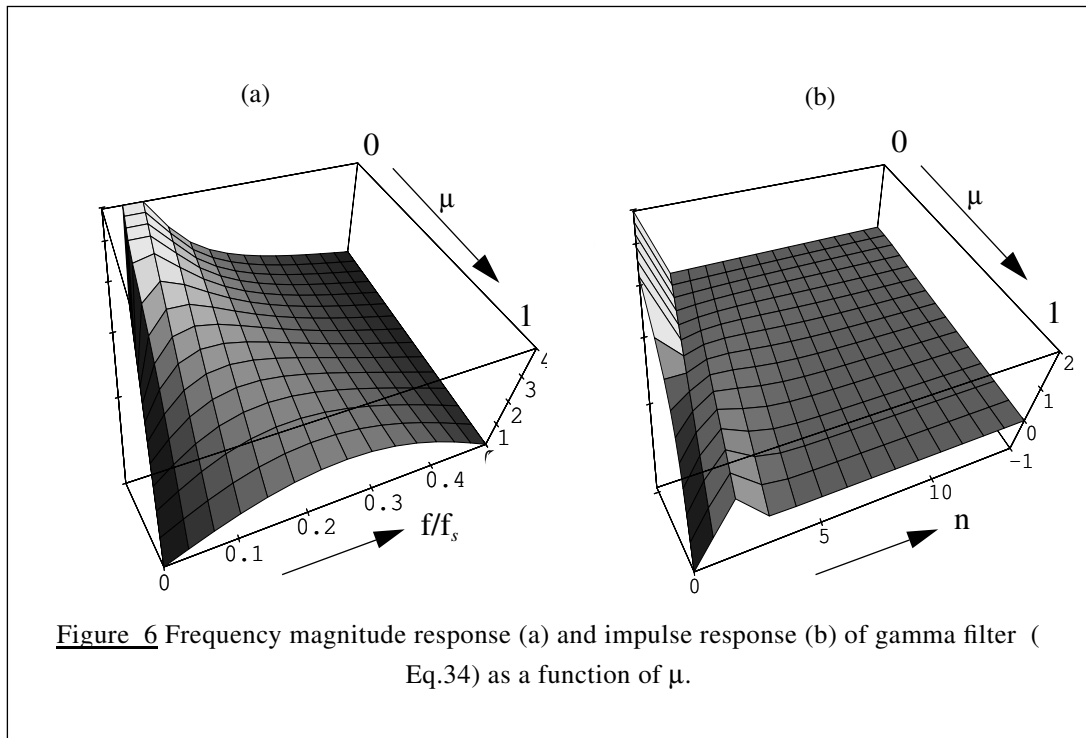 (a)
(b)
0
μ
1
4
3
2
1
0
0.1
0.2
0.3
0.4
f/fₛ
0
μ
1
2
1
0
-1
0
5
10
n
Figure 6 Frequency magnitude response (a) and impulse response (b) of gamma filter (
Eq.34) as a function of μ.